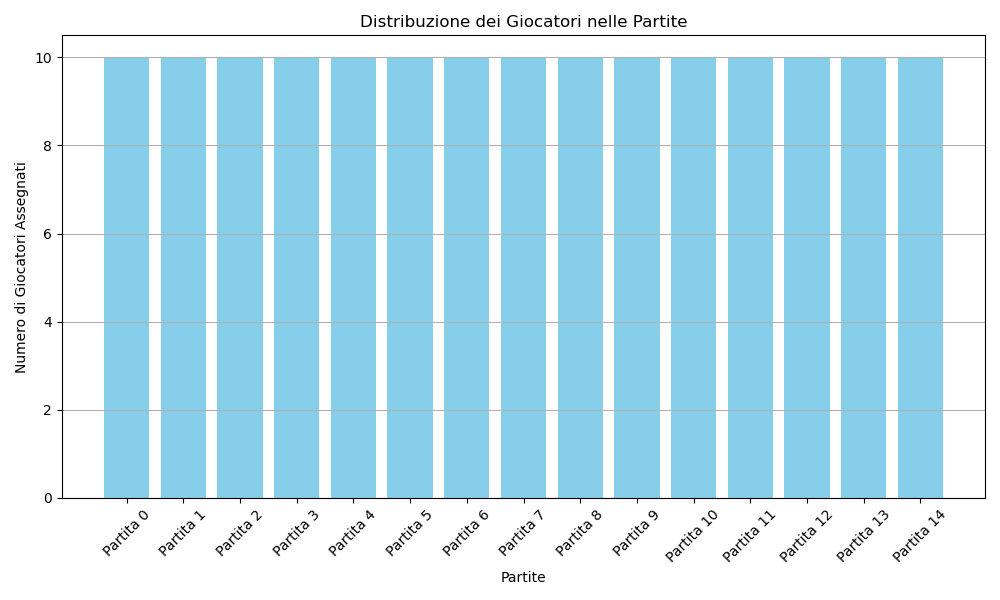 Distribuzione dei Giocatori nelle Partite
Numero di Giocatori Assegnati
10
8
6
4
2
0
Partita 0
Partita 1
Partita 2
Partita 3
Partita 4
Partita 5
Partita 6
Partita 7
Partita 8
Partita 9
Partita 10
Partita 11
Partita 12
Partita 13
Partita 14
Partite